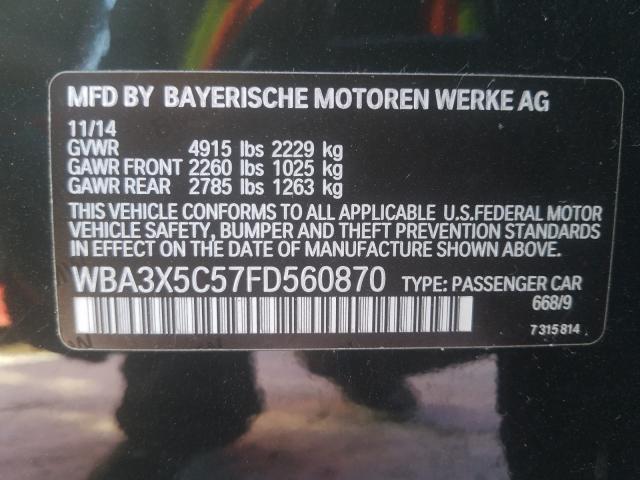 MFD BY BAYERISCHE MOTOREN WERKE AG
11/14
GVWR 4915 lbs 2229 kg
GAWR FRONT 2260 lbs 1025 kg
GAWR REAR 2785 lbs 1263 kg
THIS VEHICLE CONFORMS TO ALL APPLICABLE U.S.FEDERAL MOTOR
VEHICLE SAFETY, BUMPER AND THEFT PREVENTION STANDARDS
IN EFFECT ON THE DATE OF MANUFACTURE SHOWN ABOVE.
WBA3X5C57FD560870 TYPE: PASSENGER CAR
668/9
7 315 814